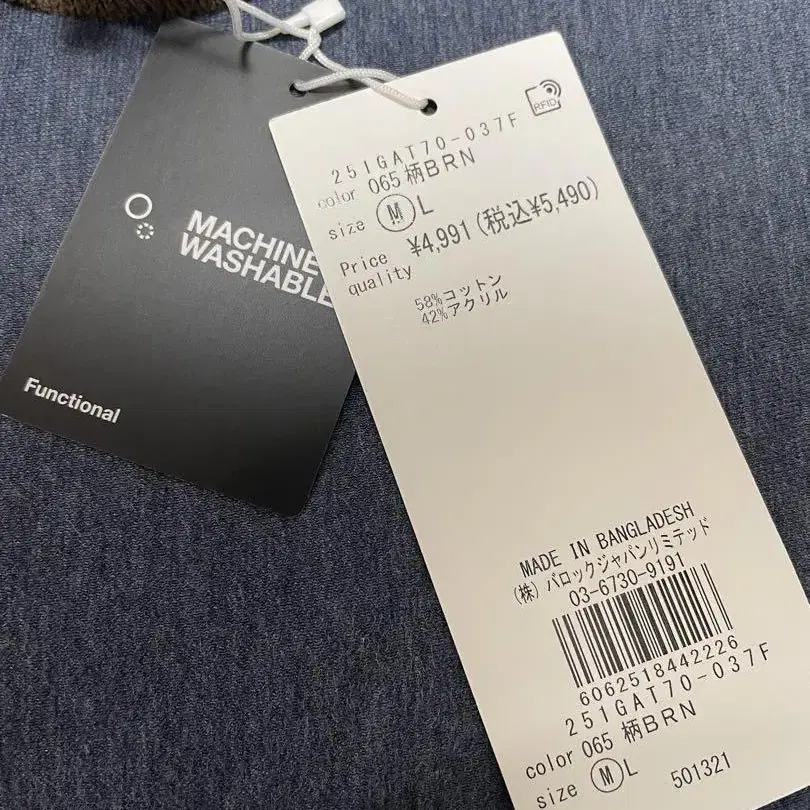 MACHINE
WASHABLE
Functional
RFID
251GAT70-037F
color 065 柄BRN
size M L
Price ¥4,991(税込¥5,490)
quality
58%コットン
42%アクリル
MADE IN BANGLADESH
(株) バロックジャパンリミテッド
03-6730-9191
6062518442226
251GAT70-037F
color 065 柄BRN
size M L 501321